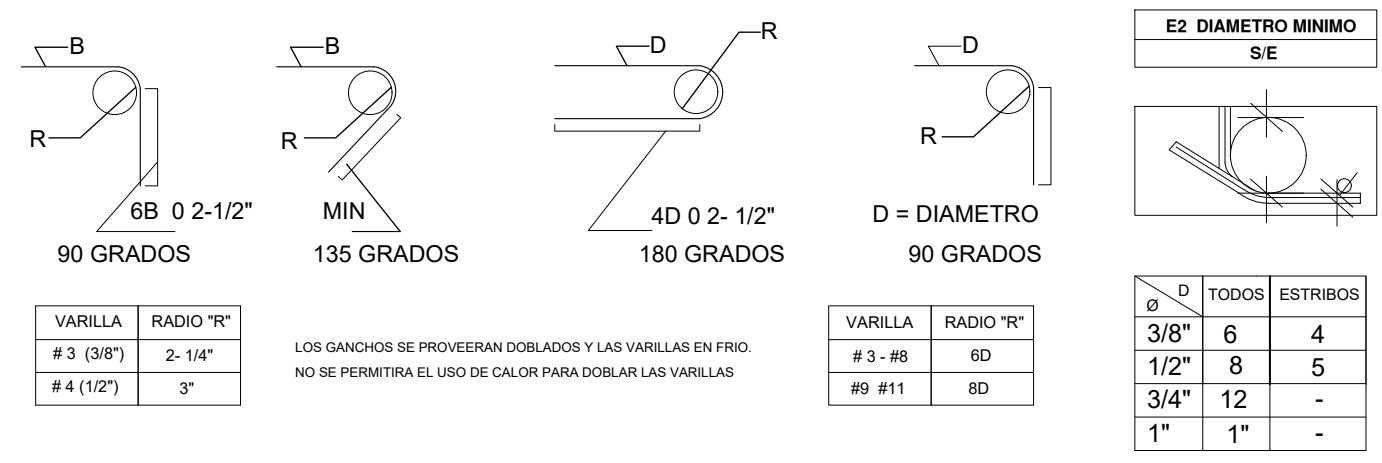 B
R
6B 0 2-1/2"
90 GRADOS
B
R
MIN
135 GRADOS
D
R
4D 0 2- 1/2"
180 GRADOS
D
R
D = DIAMETRO
90 GRADOS
E2 DIAMETRO MINIMO
S/E
VARILLA RADIO "R"
# 3 (3/8") 2- 1/4"
# 4 (1/2") 3"
LOS GANCHOS SE PROVEERAN DOBLADOS Y LAS VARILLAS EN FRIO.
NO SE PERMITIRA EL USO DE CALOR PARA DOBLAR LAS VARILLAS
VARILLA RADIO "R"
# 3 - #8 6D
#9 #11 8D
Ø D TODOS ESTRIBOS
3/8" 6 4
1/2" 8 5
3/4" 12 -
1" 1" -